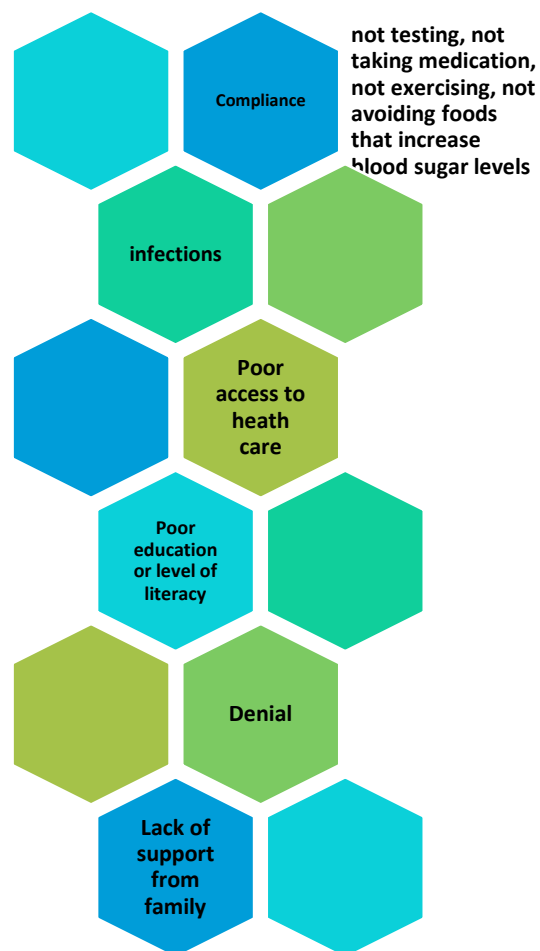 Compliance
not testing, not
taking medication,
not exercising, not
avoiding foods
that increase
blood sugar levels
infections
Poor
access to
heath
care
Poor
education
or level of
literacy
Denial
Lack of
support
from
family